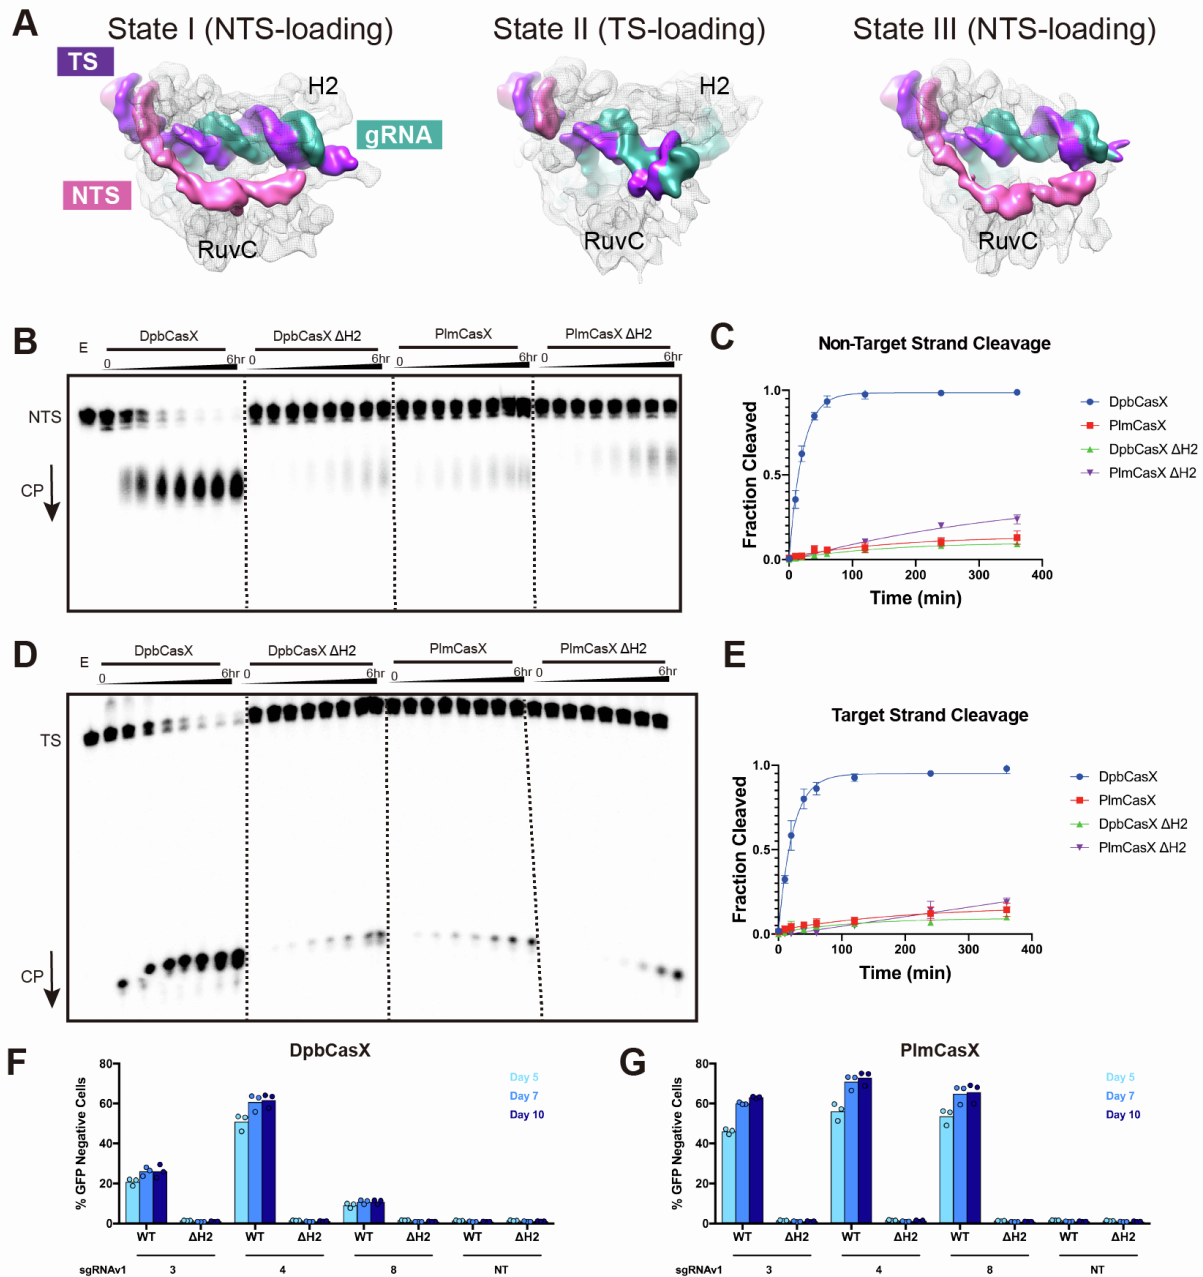 A
State I (NTS-loading)
State II (TS-loading)
State III (NTS-loading)
TS
H2
H2
gRNA
NTS
RuvC
RuvC
RuvC
B
E
DpbCasX
DpbCasX ΔH2
PlmCasX
PlmCasX ΔH2
0
6hr
0
6hr
0
6hr
0
6hr
NTS
CP
C
Non-Target Strand Cleavage
Fraction Cleaved
1.0
0.5
0.0
0
100
200
300
400
Time (min)
DpbCasX
PlmCasX
DpbCasX ΔH2
PlmCasX ΔH2
D
E
DpbCasX
DpbCasX ΔH2
PlmCasX
PlmCasX ΔH2
0
6hr
0
6hr
0
6hr
0
6hr
TS
CP
E
Target Strand Cleavage
Fraction Cleaved
1.0
0.5
0.0
0
100
200
300
400
Time (min)
DpbCasX
PlmCasX
DpbCasX ΔH2
PlmCasX ΔH2
F
DpbCasX
% GFP Negative Cells
80
60
40
20
0
Day 5
Day 7
Day 10
WT ΔH2 WT ΔH2 WT ΔH2 WT ΔH2
sgRNAv1 3 4 8 NT
G
PlmCasX
% GFP Negative Cells
80
60
40
20
0
Day 5
Day 7
Day 10
WT ΔH2 WT ΔH2 WT ΔH2 WT ΔH2
sgRNAv1 3 4 8 NT